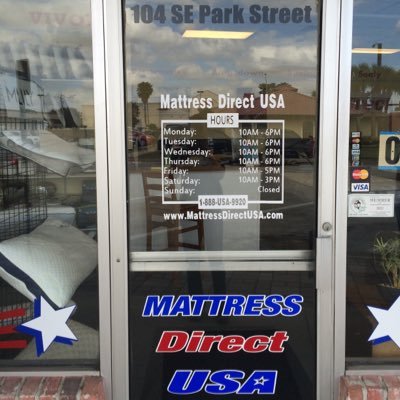 104 SE Park Street
Mattress Direct USA
HOURS
Monday: 10AM - 6PM
Tuesday: 10AM - 6PM
Wednesday: 10AM - 6PM
Thursday: 10AM - 6PM
Friday: 10AM - 5PM
Saturday: 10AM - 3PM
Sunday: Closed
1-888-USA-9920
www.MattressDirectUSA.com
MasterCard
VISA
MATTRESS
Direct
USA